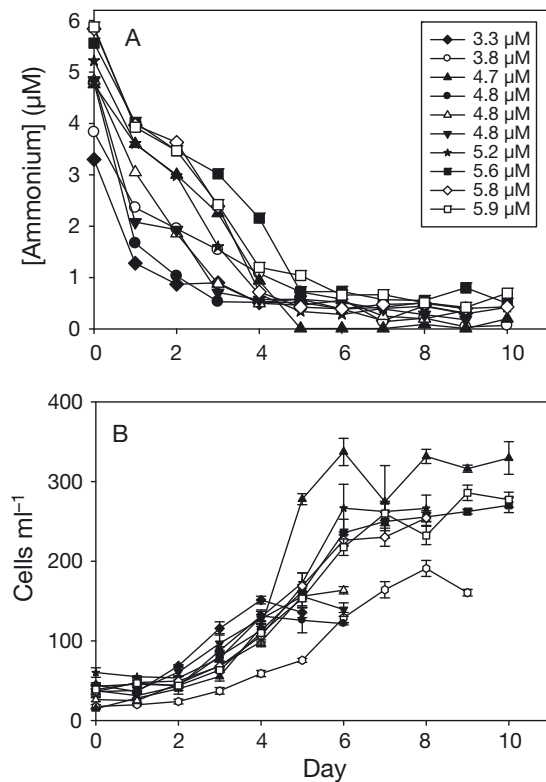 A
[Ammonium] (µM)
6
5
4
3
2
1
0
3.3 µM
3.8 µM
4.7 µM
4.8 µM
4.8 µM
4.8 µM
5.2 µM
5.6 µM
5.8 µM
5.9 µM
0 2 4 6 8 10
B
Cells ml⁻¹
400
300
200
100
0
0 2 4 6 8 10
Day